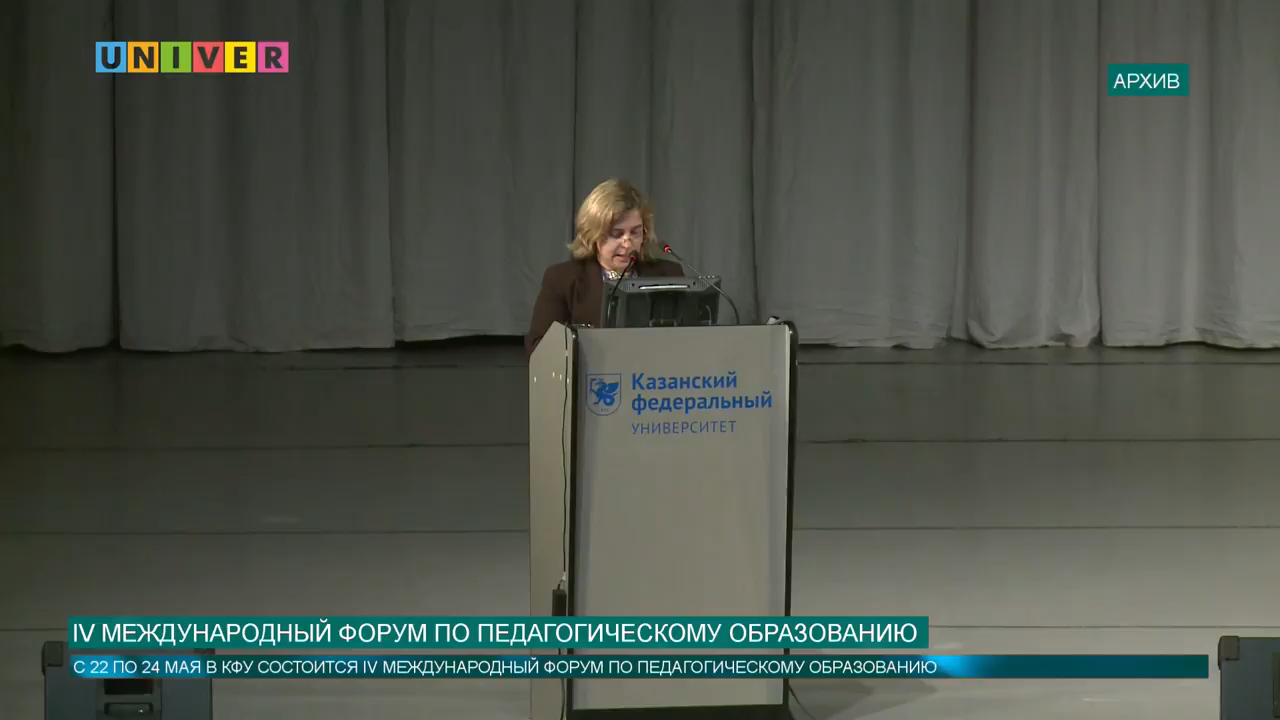 UNIVER
АРХИВ
Казанский
федеральный
УНИВЕРСИТЕТ
IV МЕЖДУНАРОДНЫЙ ФОРУМ ПО ПЕДАГОГИЧЕСКОМУ ОБРАЗОВАНИЮ
С 22 ПО 24 МАЯ В КФУ СОСТОИТСЯ IV МЕЖДУНАРОДНЫЙ ФОРУМ ПО ПЕДАГОГИЧЕСКОМУ ОБРАЗОВАНИЮ